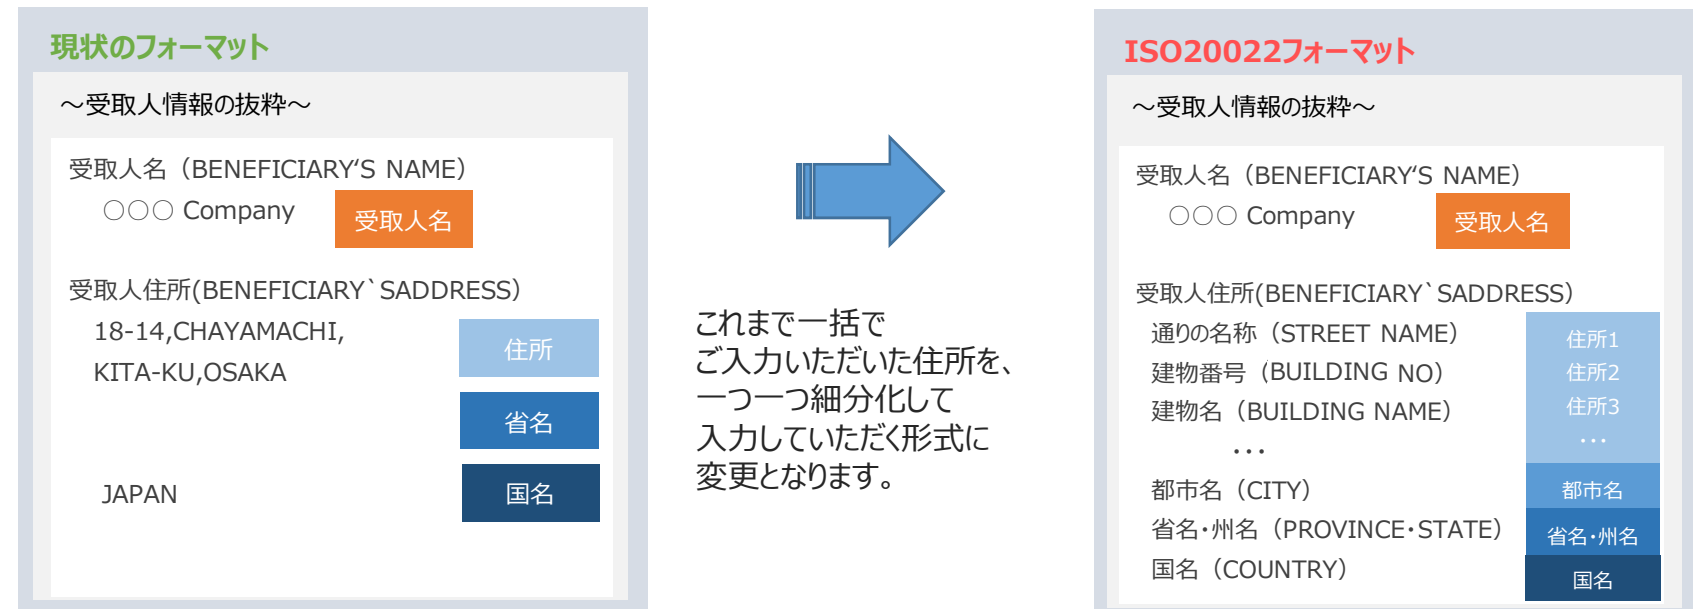 現状のフォーマット
~受取人情報の抜粋~
受取人名（BENEFICIARY‘S NAME）
○○○ Company
受取人名
受取人住所(BENEFICIARY`SADDRESS）
18-14,CHAYAMACHI,
KITA-KU,OSAKA
住所
省名
JAPAN
国名
これまで一括で
ご入力いただいた住所を、
一つ一つ細分化して
入力していただく形式に
変更となります。
ISO20022フォーマット
~受取人情報の抜粋~
受取人名（BENEFICIARY‘S NAME）
○○○ Company
受取人名
受取人住所(BENEFICIARY`SADDRESS）
通りの名称（STREET NAME）
住所1
建物番号（BUILDING NO）
住所2
建物名（BUILDING NAME）
住所3
・・・
・・・
都市名（CITY）
都市名
省名・州名（PROVINCE・STATE）
省名・州名
国名（COUNTRY）
国名